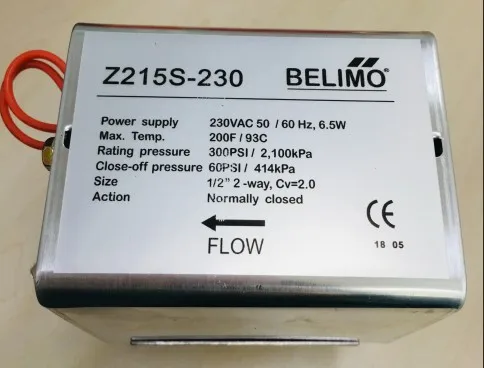 Z215S-230 BELIMO®
Power supply 230VAC 50 / 60 Hz, 6.5W
Max. Temp. 200F / 93C
Rating pressure 300PSI / 2,100kPa
Close-off pressure 60PSI / 414kPa
Size 1/2" 2 -way, Cv=2.0
Action Normally closed
FLOW
CE
18 05